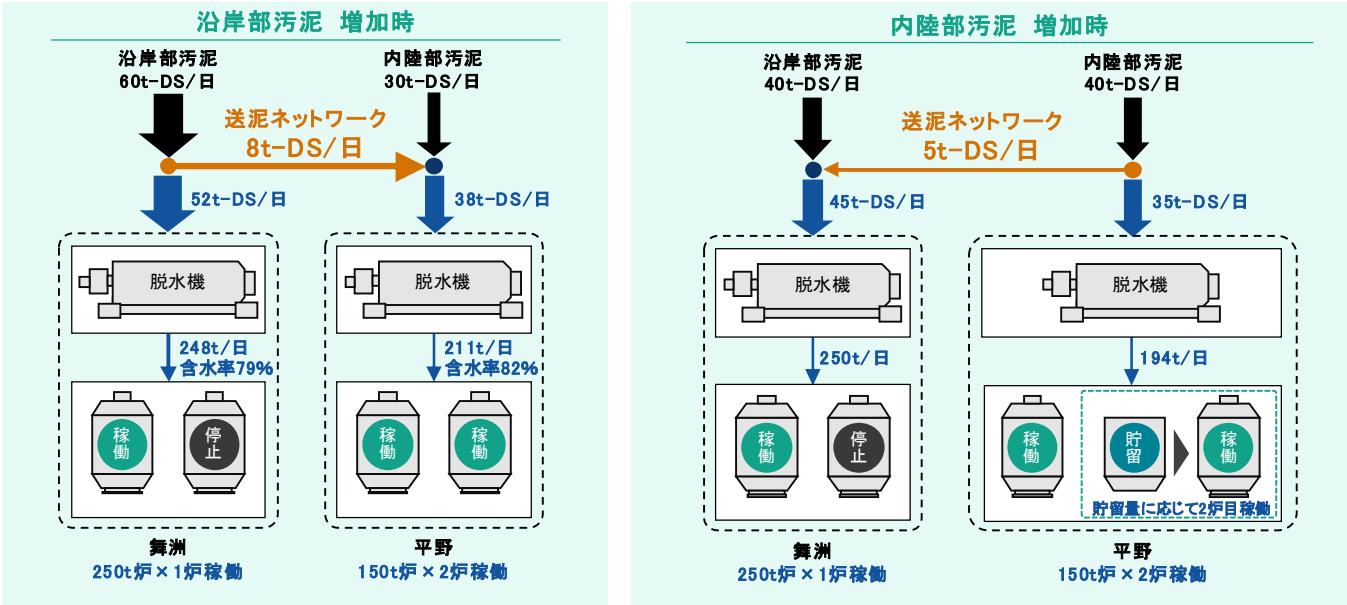 沿岸部汚泥 増加時
沿岸部汚泥
60t-DS/日
内陸部汚泥
30t-DS/日
送泥ネットワーク
8t-DS/日
52t-DS/日
38t-DS/日
脱水機
脱水機
248t/日
含水率79%
211t/日
含水率82%
稼働
停止
稼働
稼働
舞洲
250t炉×1炉稼働
平野
150t炉×2炉稼働
内陸部汚泥 増加時
沿岸部汚泥
40t-DS/日
内陸部汚泥
40t-DS/日
送泥ネットワーク
5t-DS/日
45t-DS/日
35t-DS/日
脱水機
脱水機
250t/日
194t/日
稼働
停止
稼働
貯留
稼働
貯留量に応じて2炉目稼働
舞洲
250t炉×1炉稼働
平野
150t炉×2炉稼働